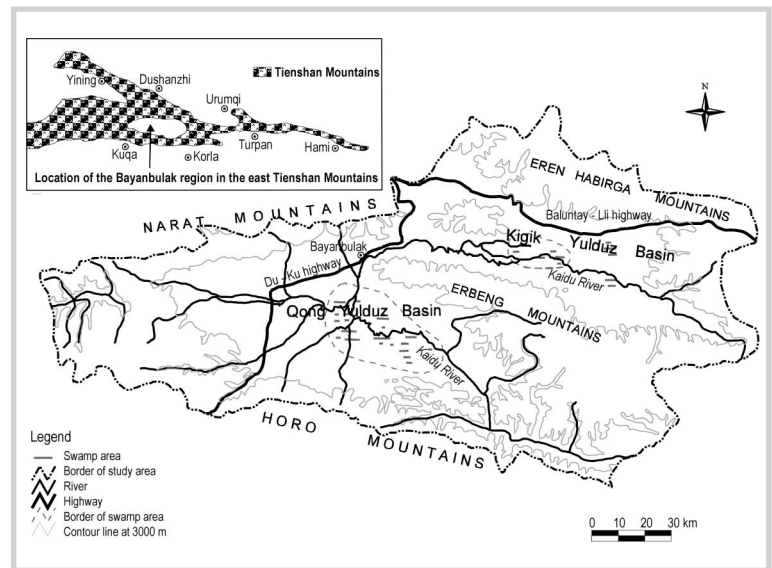 Tienshan Mountains
Yining
Dushanzhi
Urumqi
Kuqa
Korla
Turpan
Hami
Location of the Bayanbulak region in the east Tienshan Mountains
N
NARAT MOUNTAINS
EREN HABIRGA MOUNTAINS
Baluntay - Lli highway
Bayanbulak
Kigik Yulduz Basin
Du - Ku highway
Kaidu River
ERBENG MOUNTAINS
Qong Yulduz Basin
Kaidu River
HORO MOUNTAINS
Legend
Swamp area
Border of study area
River
Highway
Border of swamp area
Contour line at 3000 m
0 10 20 30 km